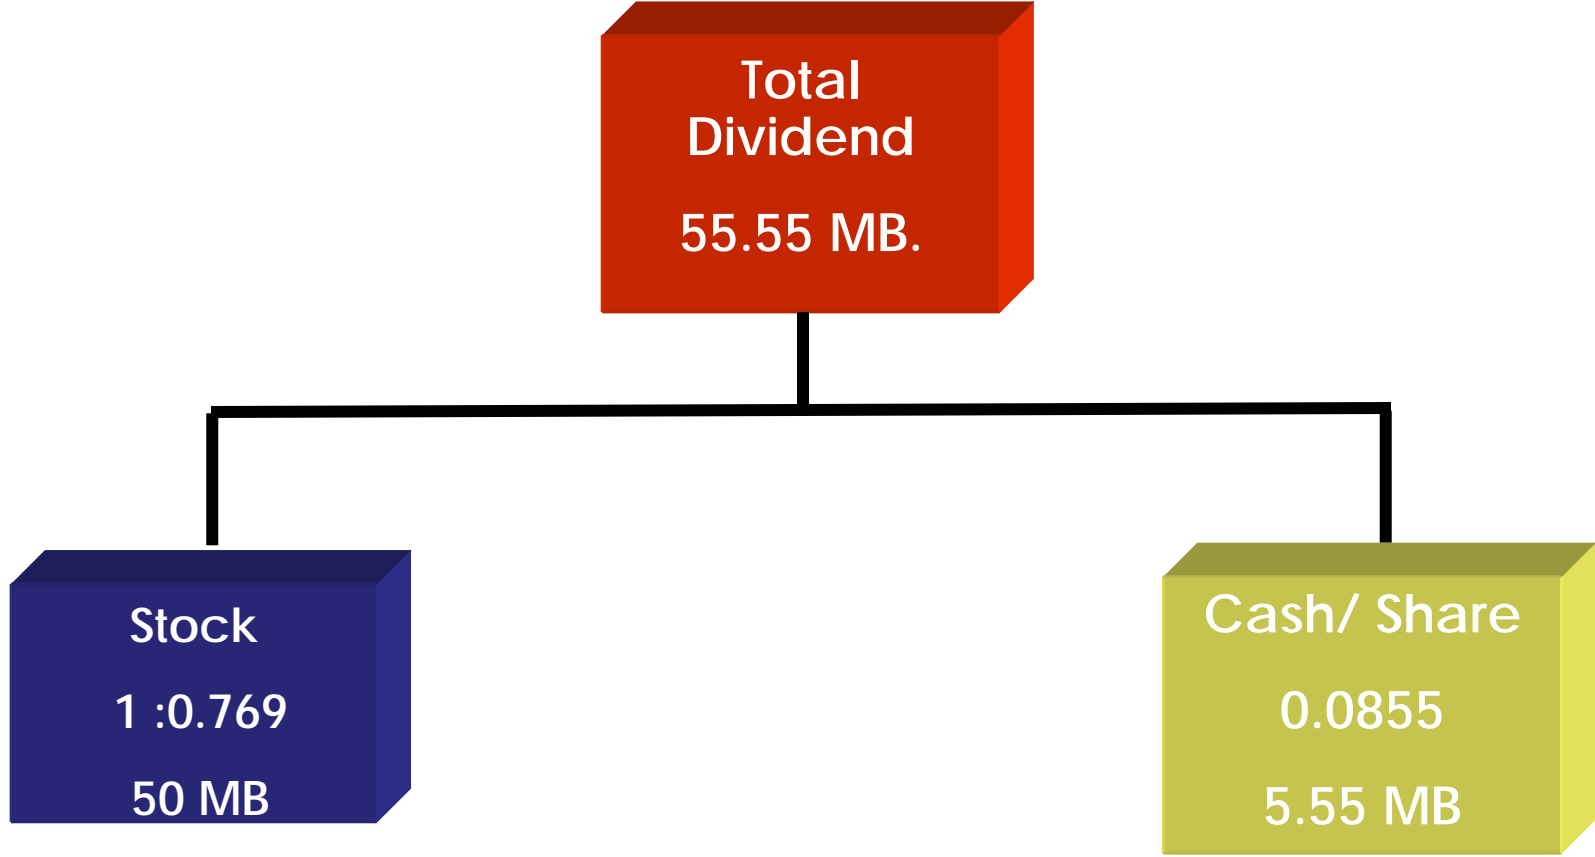 Total
Dividend
55.55 MB.
Stock
1 :0.769
50 MB
Cash/ Share
0.0855
5.55 MB